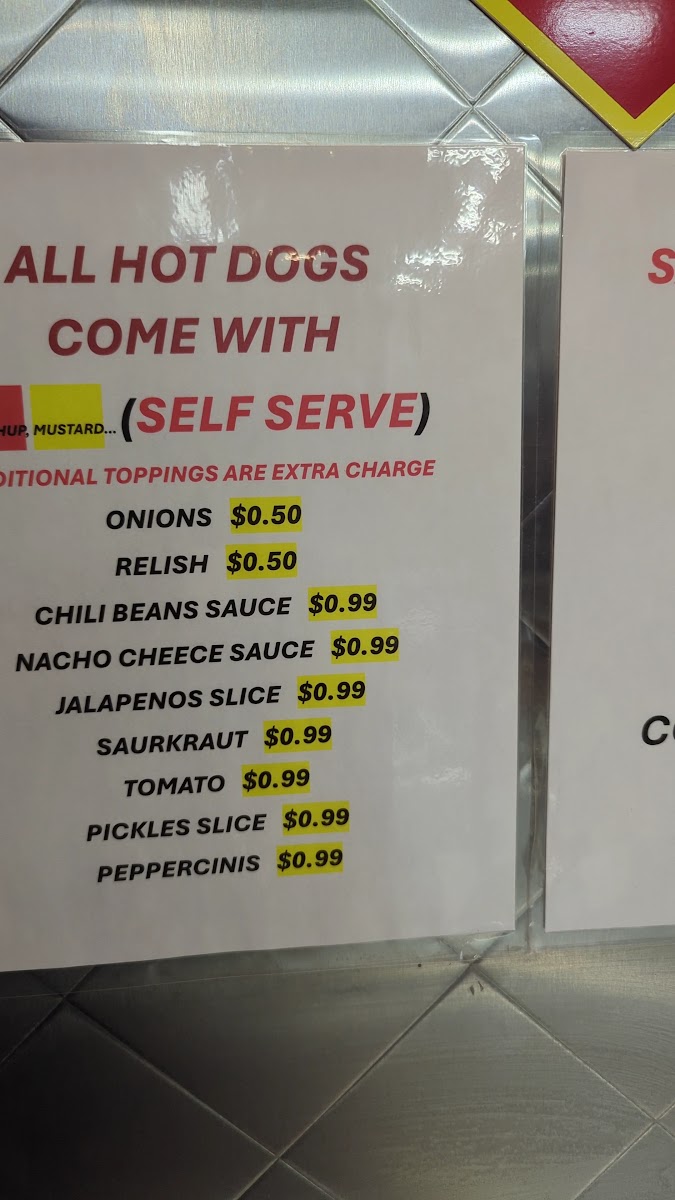 ALL HOT DOGS
COME WITH
HUP, MUSTARD... (SELF SERVE)
DITIONAL TOPPINGS ARE EXTRA CHARGE
ONIONS $0.50
RELISH $0.50
CHILI BEANS SAUCE $0.99
NACHO CHEECE SAUCE $0.99
JALAPENOS SLICE $0.99
SAURKRAUT $0.99
TOMATO $0.99
PICKLES SLICE $0.99
PEPPERCINIS $0.99